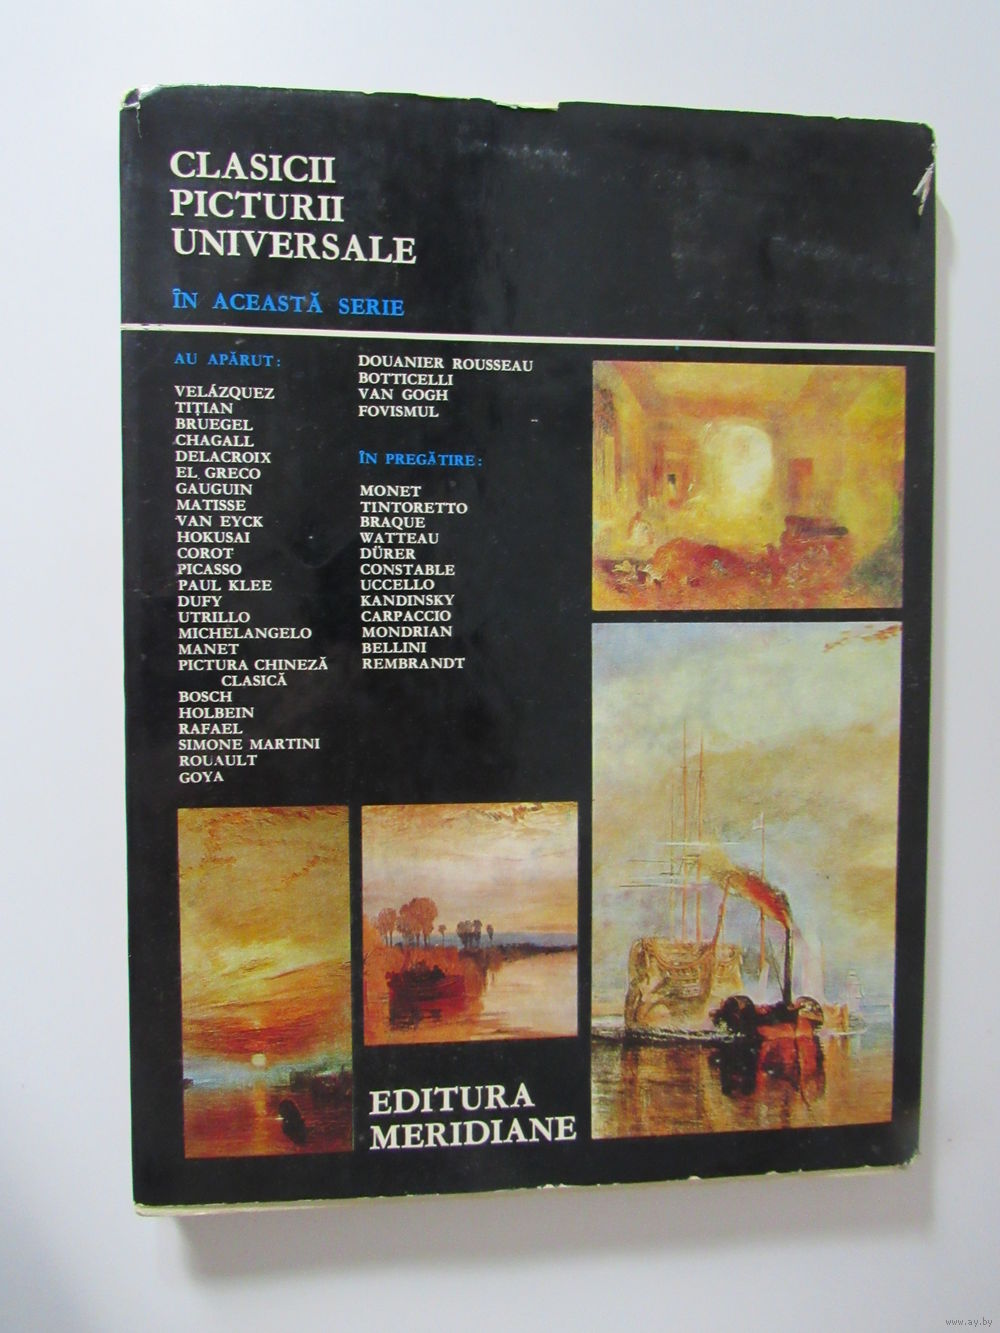 CLASICII
PICTURII
UNIVERSALE
ÎN ACEASTĂ SERIE
AU APĂRUT:
VELÁZQUEZ
TIȚIAN
BRUEGEL
CHAGALL
DELACROIX
EL GRECO
GAUGUIN
MATISSE
VAN EYCK
HOKUSAI
COROT
PICASSO
PAUL KLEE
DUFY
UTRILLO
MICHELANGELO
MANET
PICTURA CHINEZĂ
CLASICĂ
BOSCH
HOLBEIN
RAFAEL
SIMONE MARTINI
ROUAULT
GOYA
DOUANIER ROUSSEAU
BOTTICELLI
VAN GOGH
FOVISMUL
ÎN PREGĂTIRE:
MONET
TINTORETTO
BRAQUE
WATTEAU
DÜRER
CONSTABLE
UCCELLO
KANDINSKY
CARPACCIO
MONDRIAN
BELLINI
REMBRANDT
EDITURA
MERIDIANE
www.ay.by